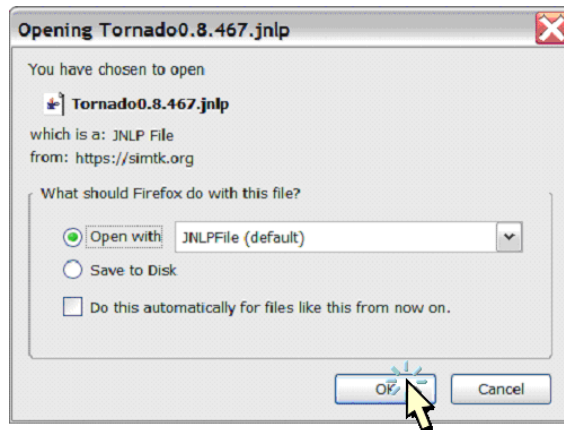 Opening Tornado0.8.467.jnlp
You have chosen to open
Tornado0.8.467.jnlp
which is a: JNLP File
from: https://simtk.org
What should Firefox do with this file?
Open with JNLPFile (default)
Save to Disk
Do this automatically for files like this from now on.
OK Cancel